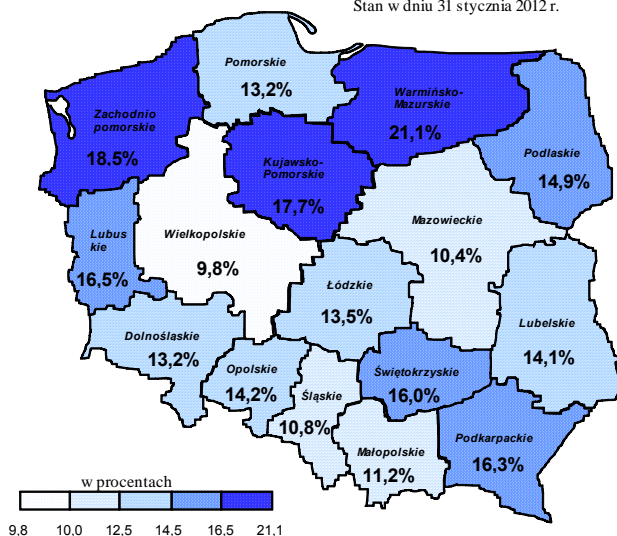 Stan w dniu 31 stycznia 2012 r.
Pomorskie
13,2%
Warmińsko-
Mazurskie
21,1%
Zachodnio
pomorskie
18,5%
Kujawsko-
Pomorskie
17,7%
Podlaskie
14,9%
Lubus
kie
16,5%
Wielkopolskie
9,8%
Mazowieckie
10,4%
Łódzkie
13,5%
Lubelskie
14,1%
Dolnośląskie
13,2%
Opolskie
14,2%
Śląskie
10,8%
Świętokrzyskie
16,0%
Małopolskie
11,2%
Podkarpackie
16,3%
w procentach
9,8 10,0 12,5 14,5 16,5 21,1